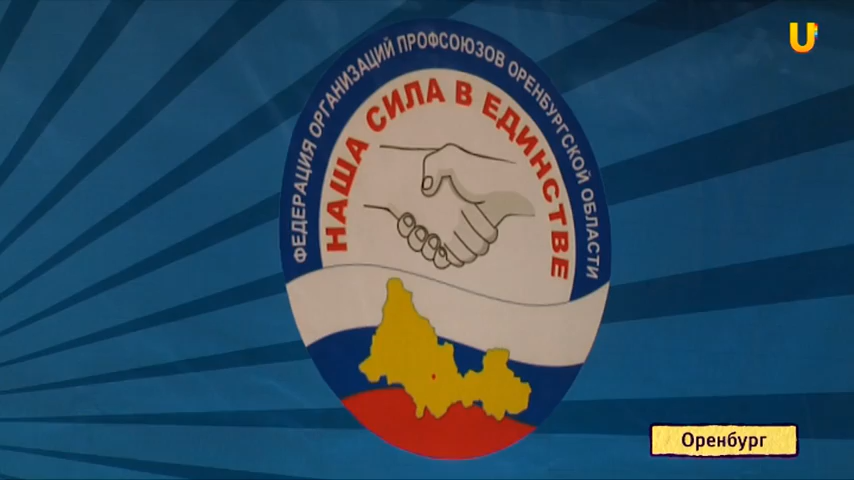 U
ФЕДЕРАЦИЯ ОРГАНИЗАЦИЙ ПРОФСОЮЗОВ ОРЕНБУРГСКОЙ ОБЛАСТИ
НАША СИЛА В ЕДИНСТВЕ
Оренбург